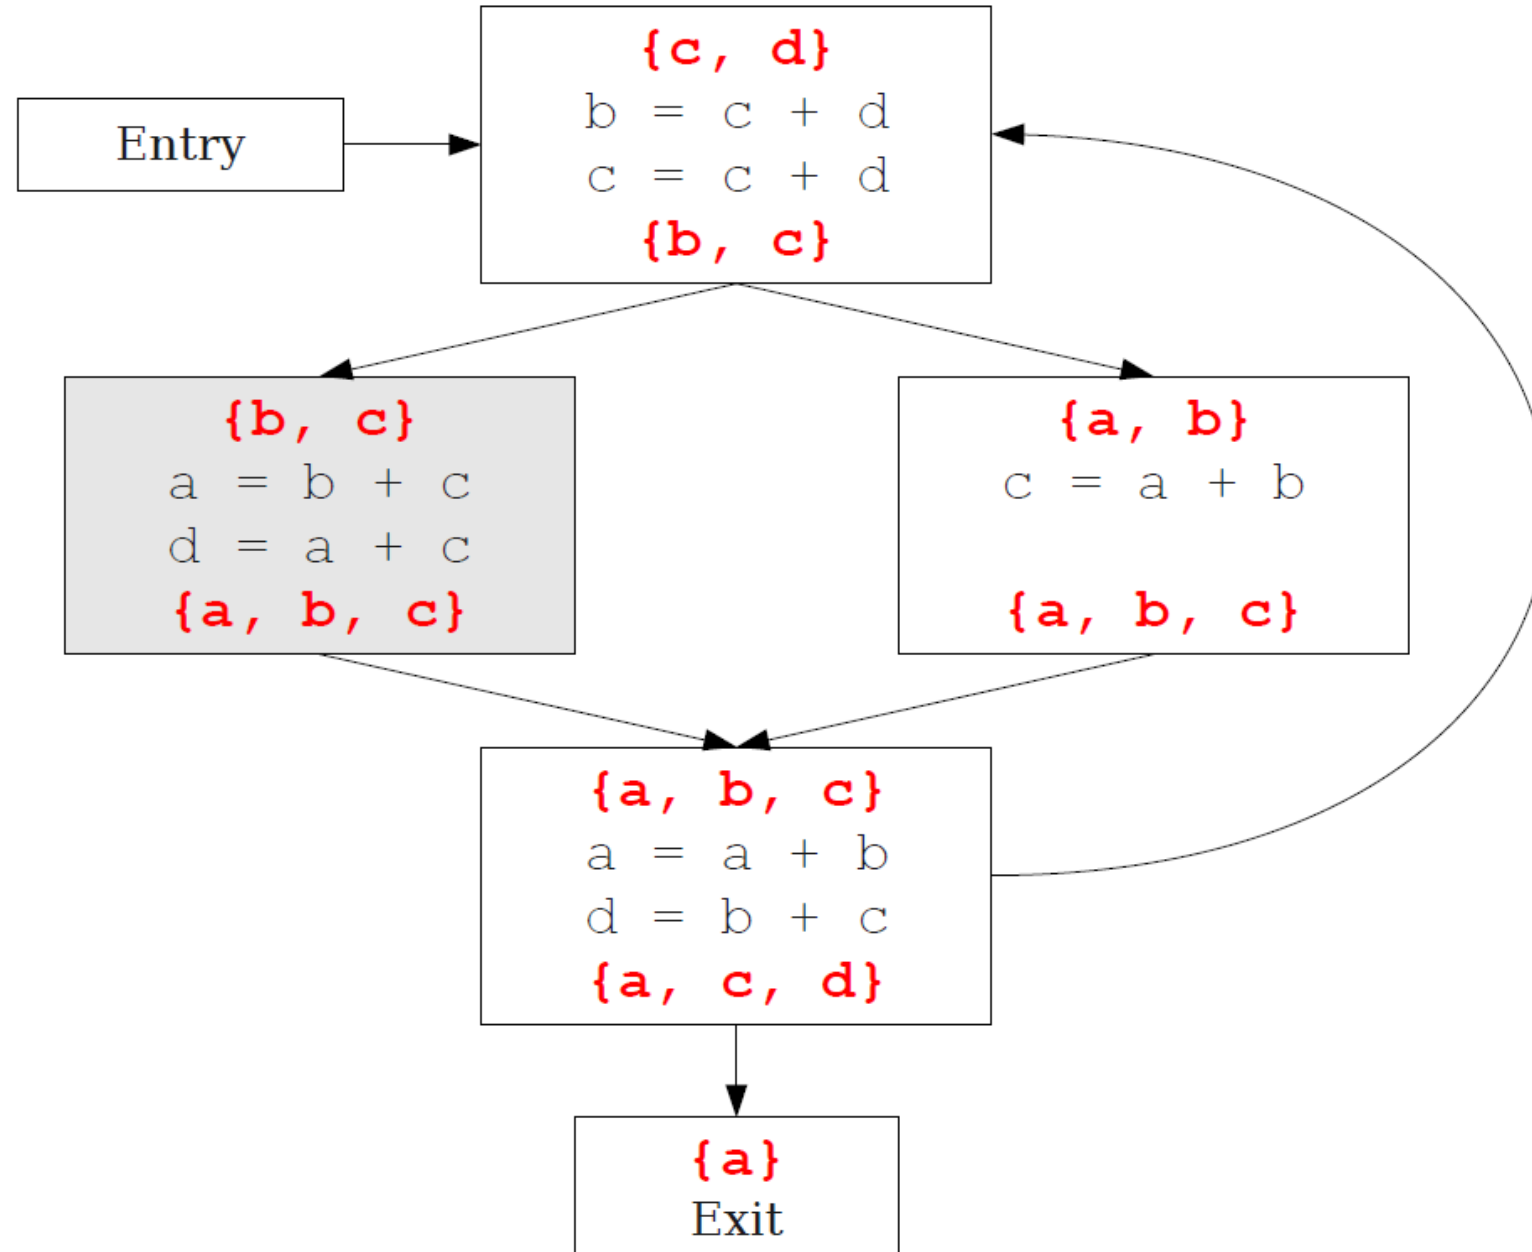 Entry
{c, d}
b = c + d
c = c + d
{b, c}
{b, c}
a = b + c
d = a + c
{a, b, c}
{a, b}
c = a + b
{a, b, c}
{a, b, c}
a = a + b
d = b + c
{a, c, d}
{a}
Exit